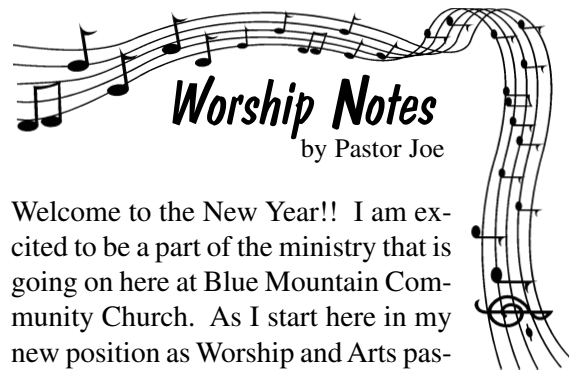 Worship Notes
by Pastor Joe
Welcome to the New Year!!  I am ex-
cited to be a part of the ministry that is
going on here at Blue Mountain Com-
munity Church.  As I start here in my
new position as Worship and Arts pas-